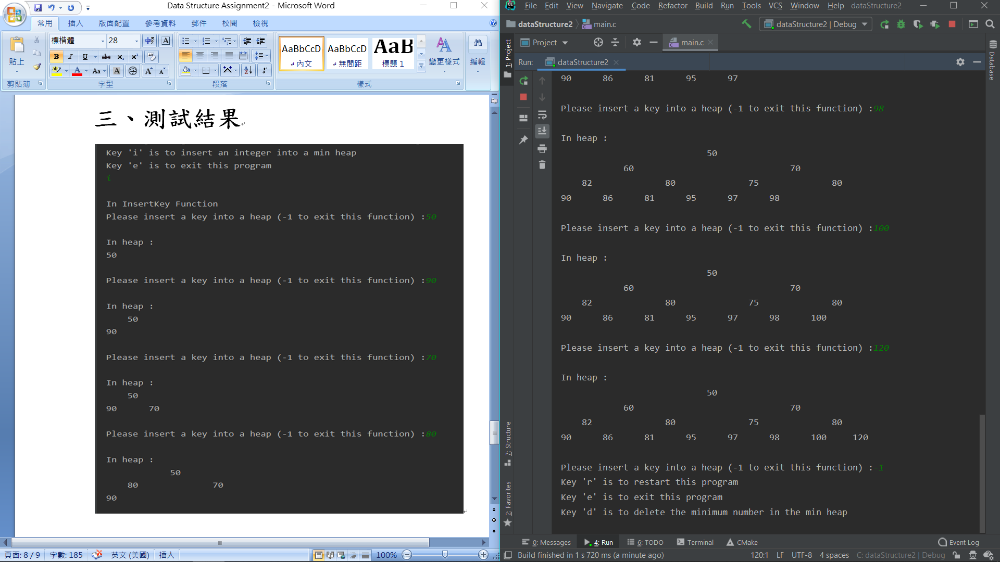 Data Structure Assignment2 - Microsoft Word
常用 插入 版面配置 參考資料 郵件 校閱 檢視
貼上
標楷體 28
B I U abc x₂ x²
A Aa A 字 A A
AaBbCcD AaBbCcD AaB
內文 無間距 標題 1
變更樣式 編輯
剪貼簿 字型 段落 樣式
三、測試結果
Key 'i' is to insert an integer into a min heap
Key 'e' is to exit this program
i
In InsertKey Function
Please insert a key into a heap (-1 to exit this function) :50
In heap :
50
Please insert a key into a heap (-1 to exit this function) :90
In heap :
50
90
Please insert a key into a heap (-1 to exit this function) :70
In heap :
50
90 70
Please insert a key into a heap (-1 to exit this function) :80
In heap :
50
80 70
90
頁面: 8 / 9 字數: 185 英文 (美國) 插入 100%
File Edit View Navigate Code Refactor Build Run Tools VCS Window Help dataStructure2
dataStructure2 main.c dataStructure2 | Debug
Project main.c
Run: dataStructure2
1: Project
7: Structure
2: Favorites
Database
90 86 81 95 97
Please insert a key into a heap (-1 to exit this function) :98
In heap :
50
60 70
82 80 75 80
90 86 81 95 97 98
Please insert a key into a heap (-1 to exit this function) :100
In heap :
50
60 70
82 80 75 80
90 86 81 95 97 98 100
Please insert a key into a heap (-1 to exit this function) :120
In heap :
50
60 70
82 80 75 80
90 86 81 95 97 98 100 120
Please insert a key into a heap (-1 to exit this function) :-1
Key 'r' is to restart this program
Key 'e' is to exit this program
Key 'd' is to delete the minimum number in the min heap
0: Messages 4: Run 6: TODO Terminal CMake Event Log
Build finished in 1 s 720 ms (a minute ago) 120:1 LF UTF-8 4 spaces C: dataStructure2 | Debug